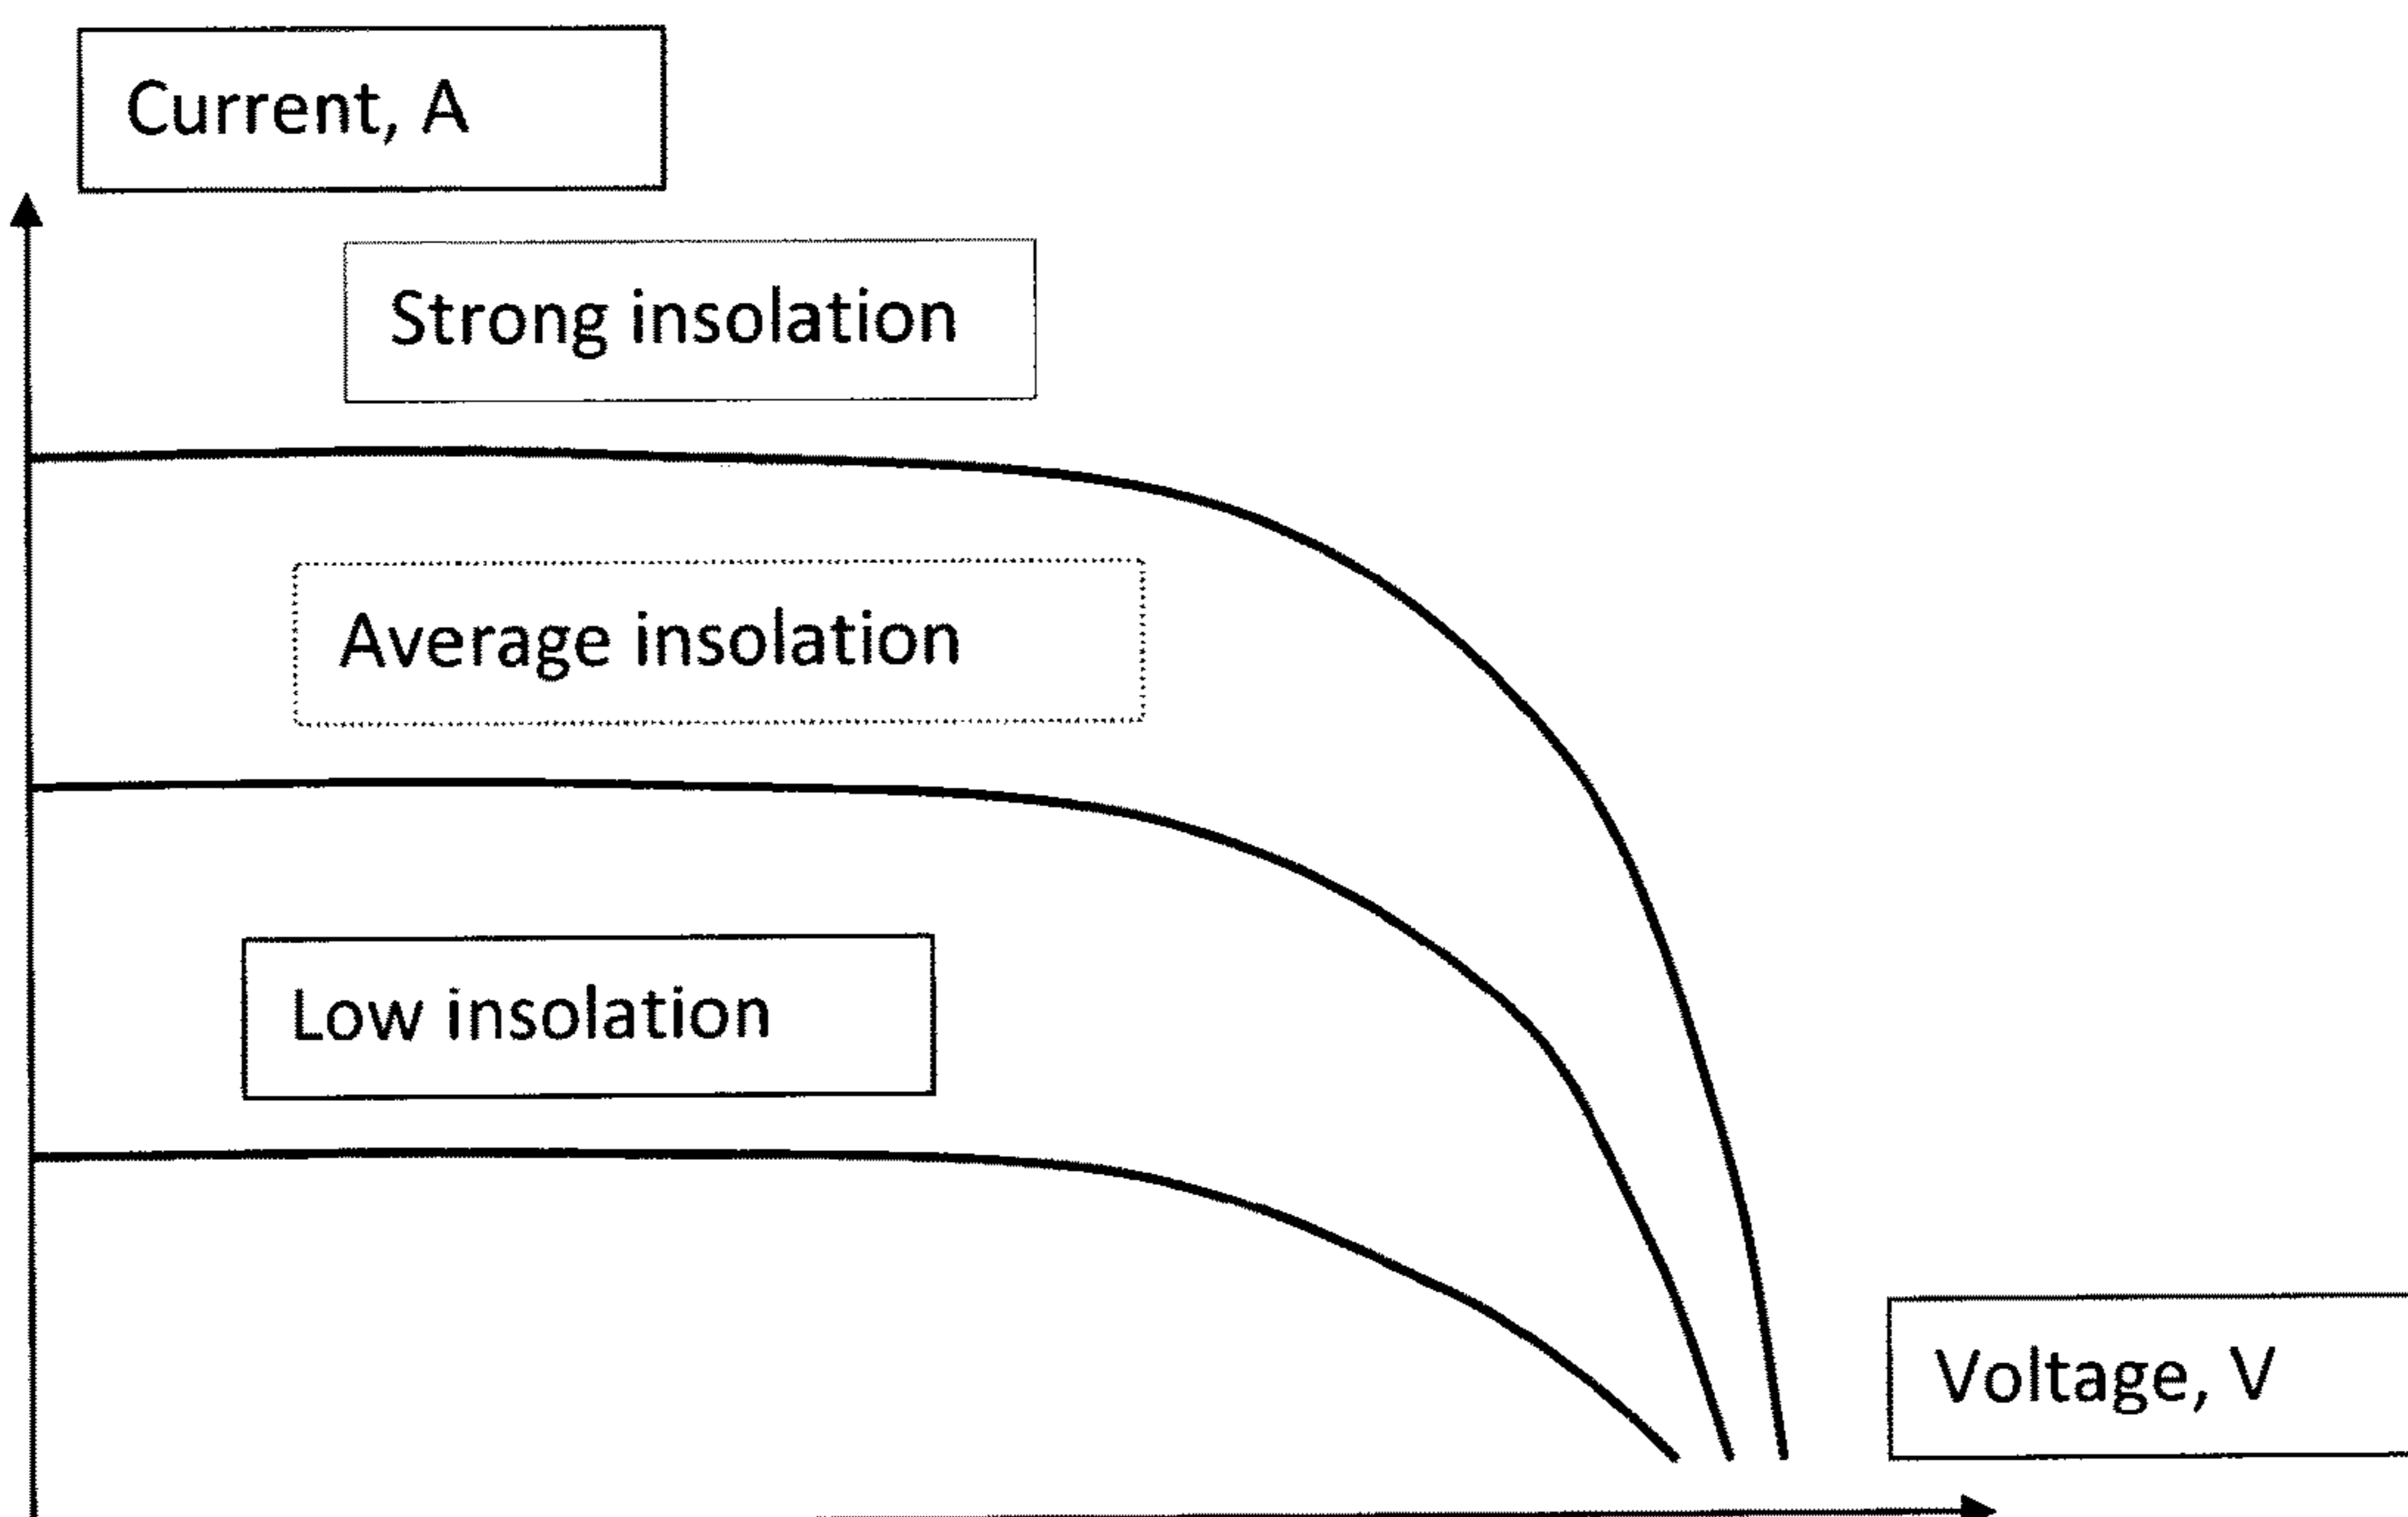 Current, A
Strong insolation
Average insolation
Low insolation
Voltage, V